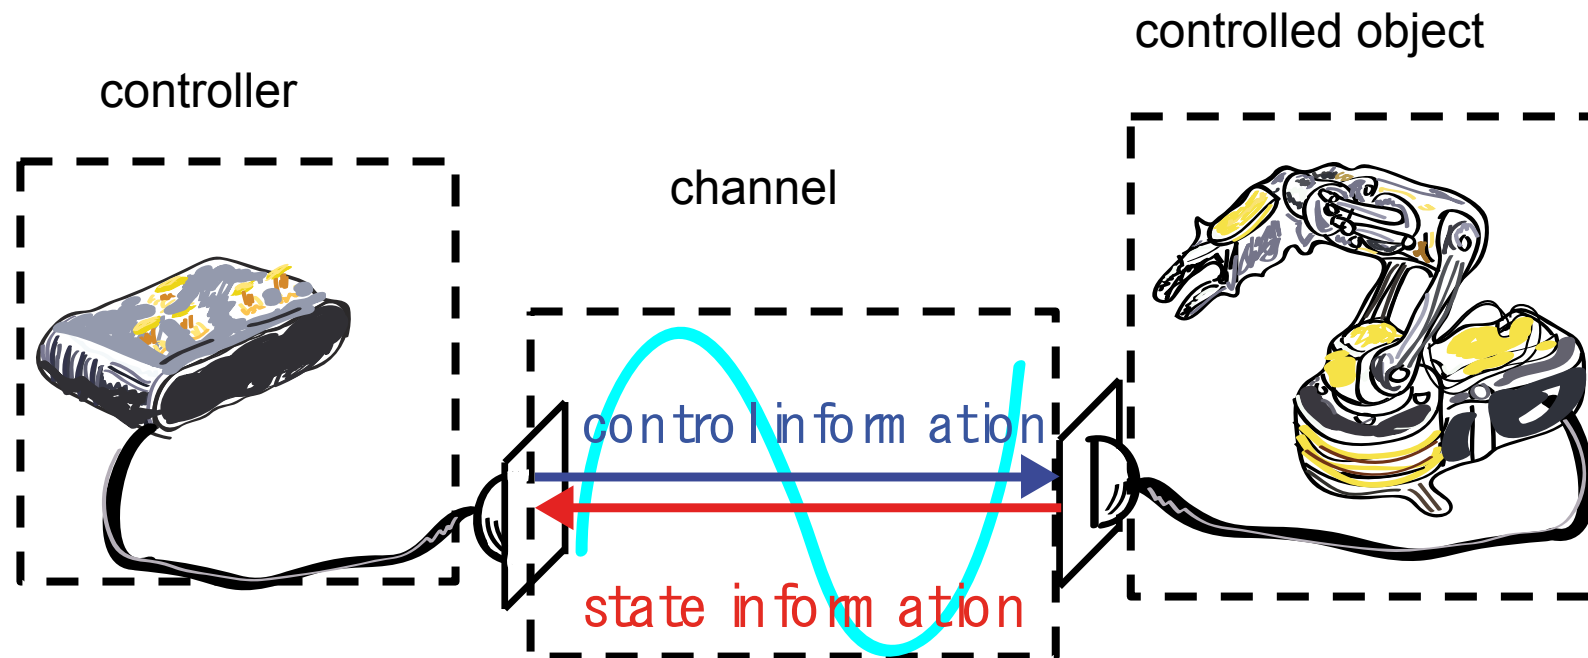 controlled object
controller
channel
control information
state information